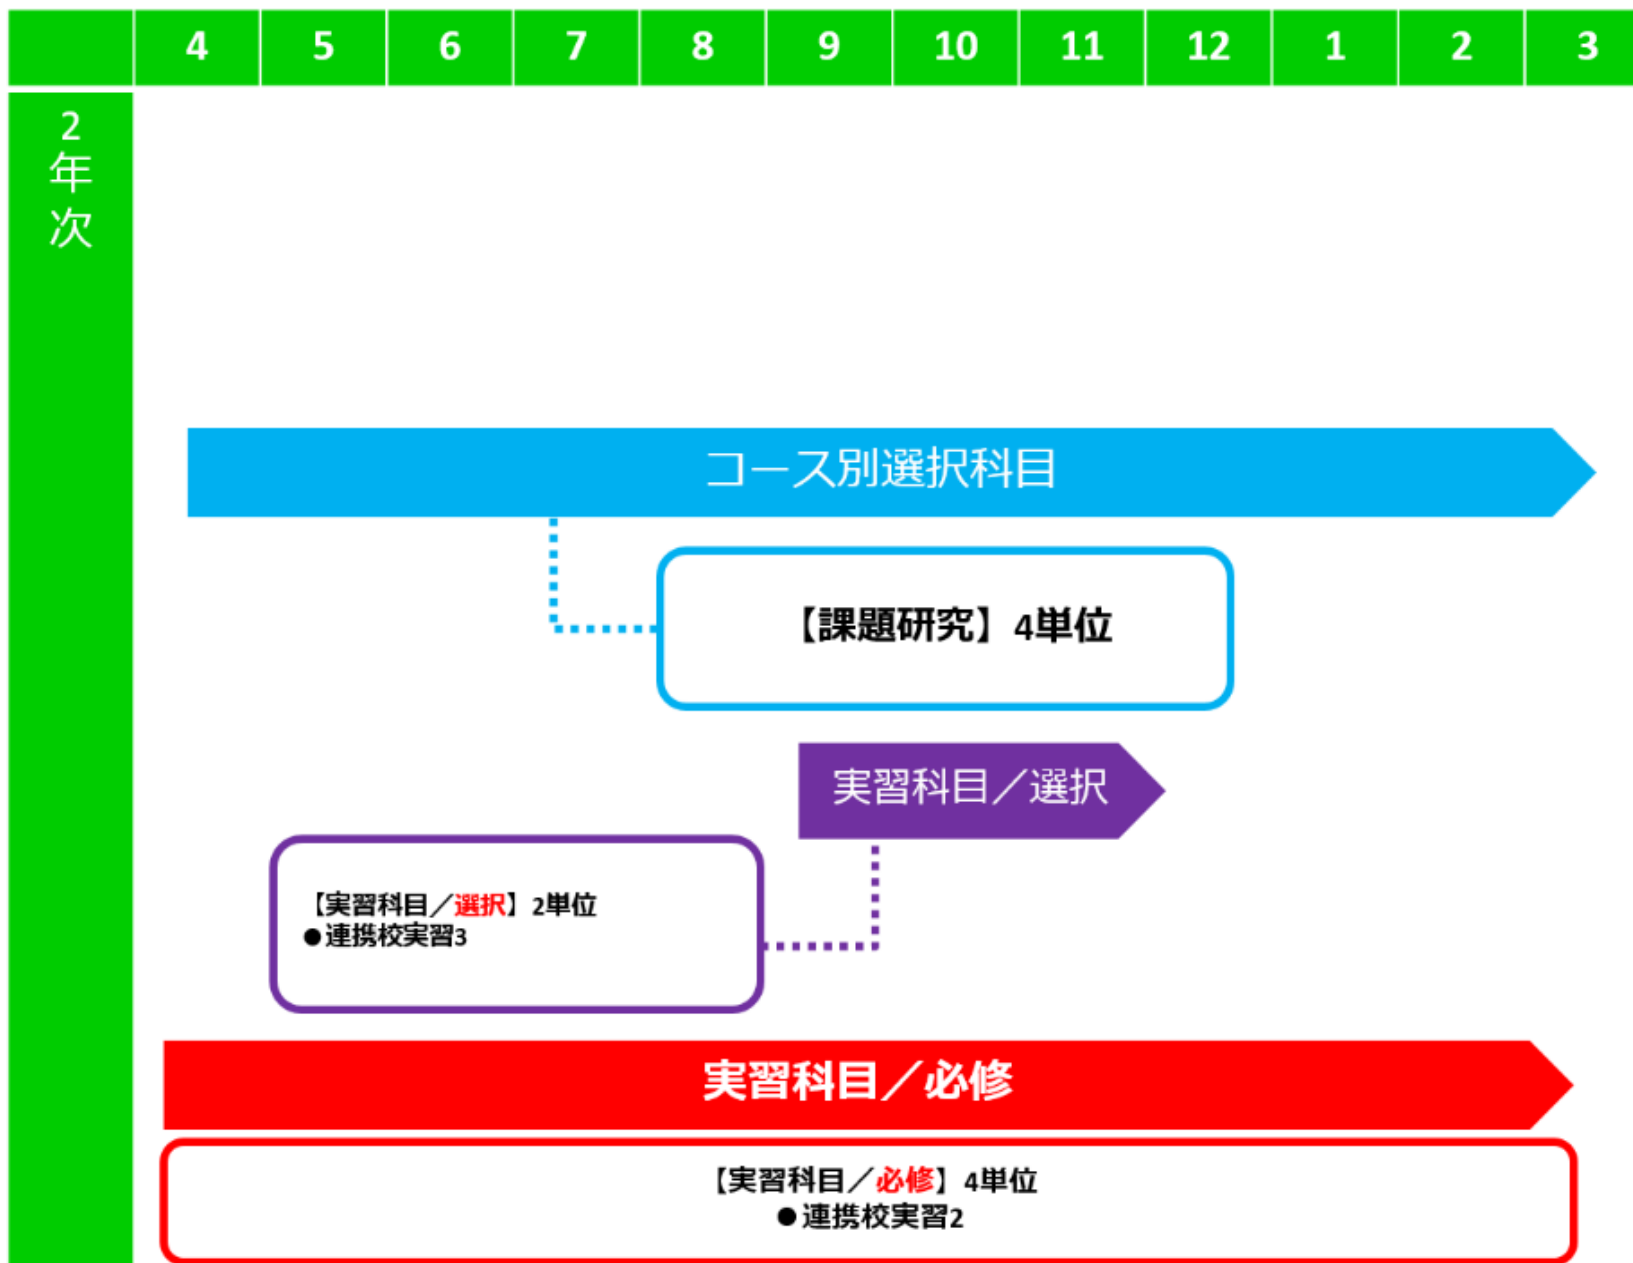 4 5 6 7 8 9 10 11 12 1 2 3
2
年
次
コース別選択科目
【課題研究】4単位
実習科目／選択
【実習科目／選択】2単位
●連携校実習3
実習科目／必修
【実習科目／必修】4単位
●連携校実習2